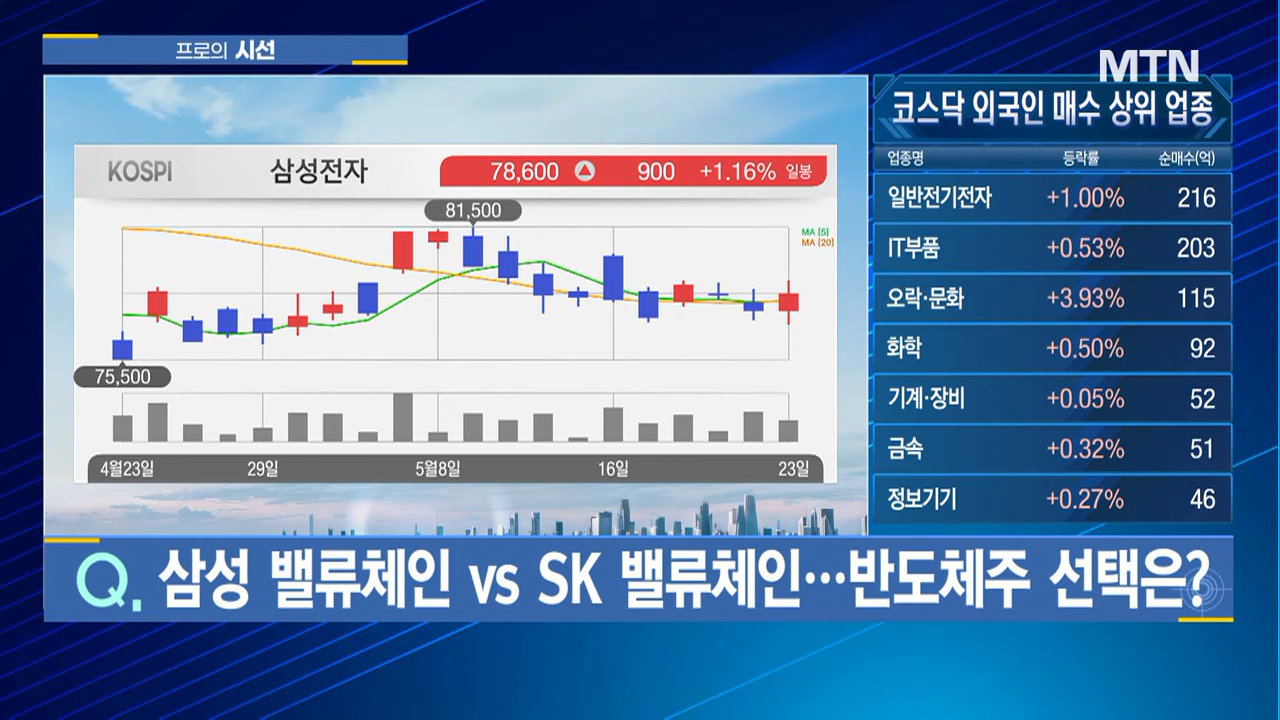 프로의 시선
MTN
KOSPI 삼성전자 78,600 900 +1.16% 일봉
81,500
MA [5]
MA [20]
75,500
4월23일 29일 5월8일 16일 23일
코스닥 외국인 매수 상위 업종
업종명 등락률 순매수(억)
일반전기전자 +1.00% 216
IT부품 +0.53% 203
오락·문화 +3.93% 115
화학 +0.50% 92
기계·장비 +0.05% 52
금속 +0.32% 51
정보기기 +0.27% 46
Q. 삼성 밸류체인 vs SK 밸류체인…반도체주 선택은?